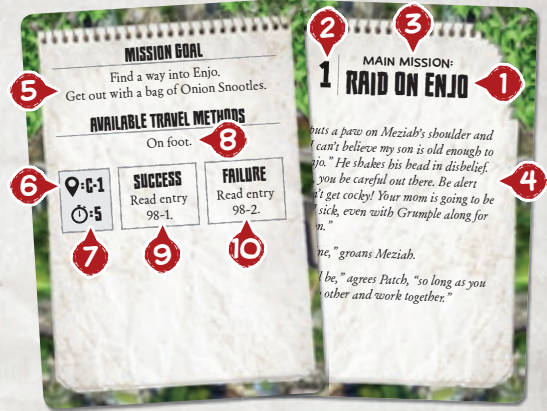 MISSION GOAL
Find a way into Enjo.
Get out with a bag of Onion Snootles.
AVAILABLE TRAVEL METHODS
On foot.
:C-1
:5
SUCCESS
Read entry
98-1.
FAILURE
Read entry
98-2.
5
6
7
8
9
10
1
MAIN MISSION:
RAID ON ENJO
puts a paw on Meziah's shoulder and
can't believe my son is old enough to
." He shakes his head in disbelief.
you be careful out there. Be alert
get cocky! Your mom is going to be
sick, even with Grumple along for
," groans Meziah.
be," agrees Patch, "so long as you
other and work together."
2
3
1
4